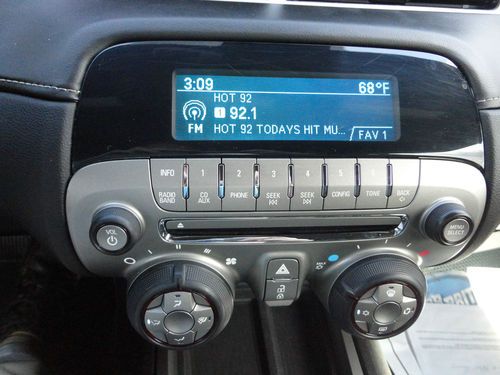 3:09 68°F
HOT 92
1 92.1
FM HOT 92 TODAYS HIT MU... FAV 1
INFO 1 2 3 4 5 6
RADIO BAND CD AUX PHONE SEEK SEEK CONFIG TONE BACK
VOL
MENU SELECT